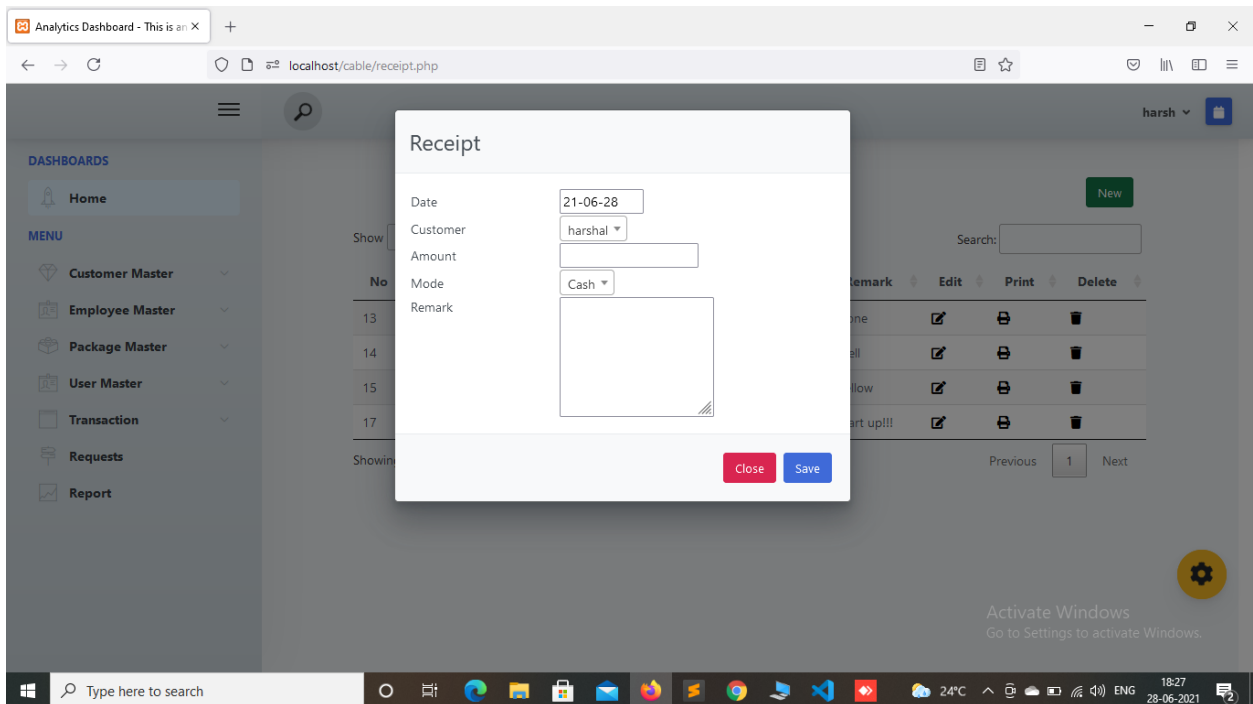 Analytics Dashboard - This is an
localhost/cable/receipt.php
harsh
DASHBOARDS
Home
MENU
Customer Master
Employee Master
Package Master
User Master
Transaction
Requests
Report
New
Show
Search:
No Remark Edit Print Delete
13
14
15
17 art up!!!
Previous 1 Next
Receipt
Date 21-06-28
Customer harshal
Amount
Mode Cash
Remark
Close Save
Activate Windows
Go to Settings to activate Windows.
Type here to search
24°C ENG
18:27
28-06-2021
2